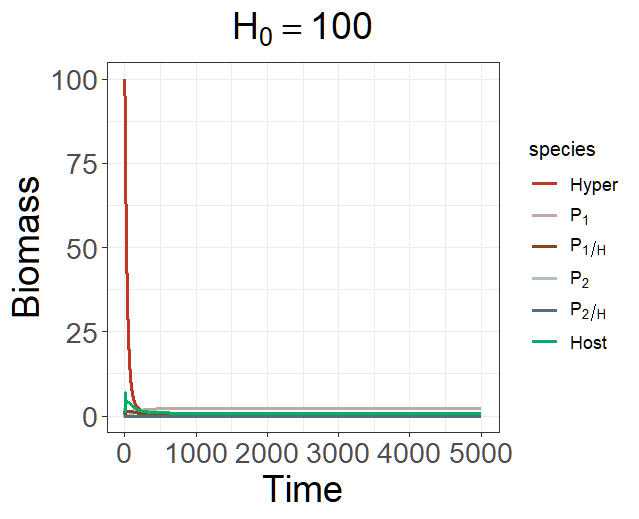 H₀ = 100
Biomass
100
75
50
25
0
0 1000 2000 3000 4000 5000
Time
species
Hyper
P₁
P₁/H
P₂
P₂/H
Host